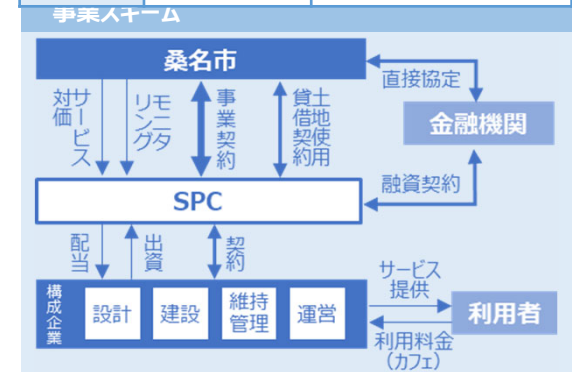 事業スキーム
桑名市
サービス対価
モニタリング
事業契約
土地使用貸借契約
直接協定
金融機関
SPC
融資契約
配当
出資
契約
構成企業
設計
建設
維持
管理
運営
サービス
提供
利用者
利用料金
(カフェ)